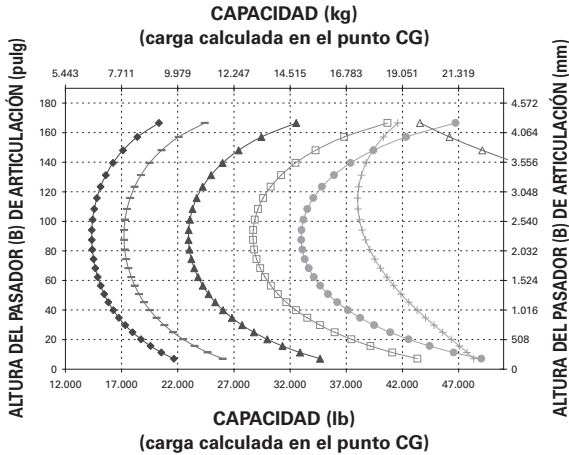 CAPACIDAD (kg)
(carga calculada en el punto CG)
5.443 7.711 9.979 12.247 14.515 16.783 19.051 21.319
ALTURA DEL PASADOR (B) DE ARTICULACIÓN (pulg)
180 4.572
160 4.064
140 3.556
120 3.048
100 2.540
80 2.032
60 1.524
40 1.016
20 508
0 0
ALTURA DEL PASADOR (B) DE ARTICULACIÓN (mm)
12.000 17.000 22.000 27.000 32.000 37.000 42.000 47.000
CAPACIDAD (lb)
(carga calculada en el punto CG)